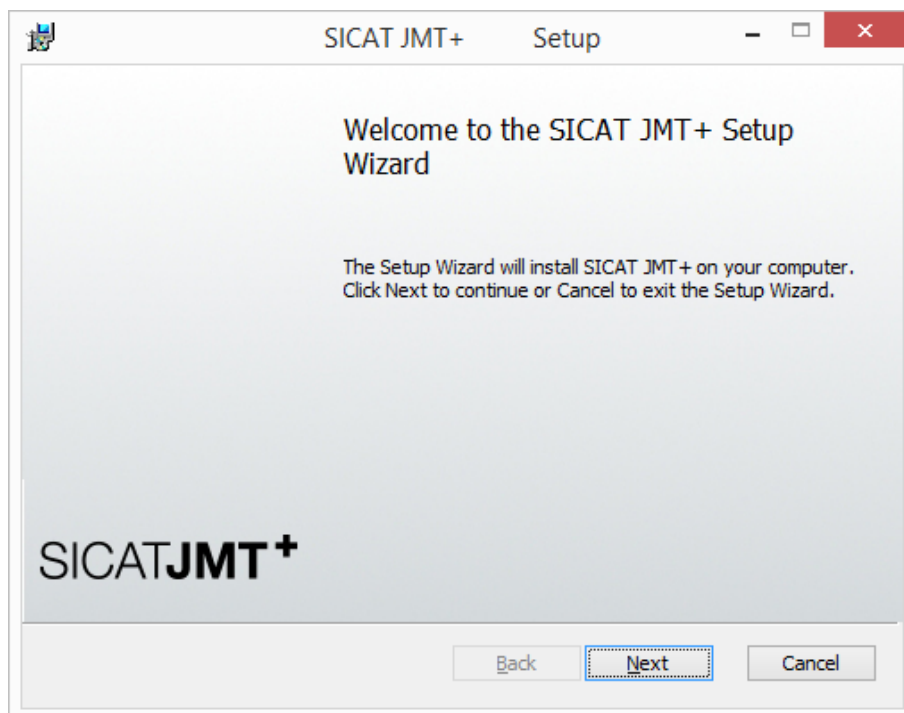 SICAT JMT+ Setup
Welcome to the SICAT JMT+ Setup
Wizard
The Setup Wizard will install SICAT JMT+ on your computer.
Click Next to continue or Cancel to exit the Setup Wizard.
SICATJMT+
Back Next Cancel